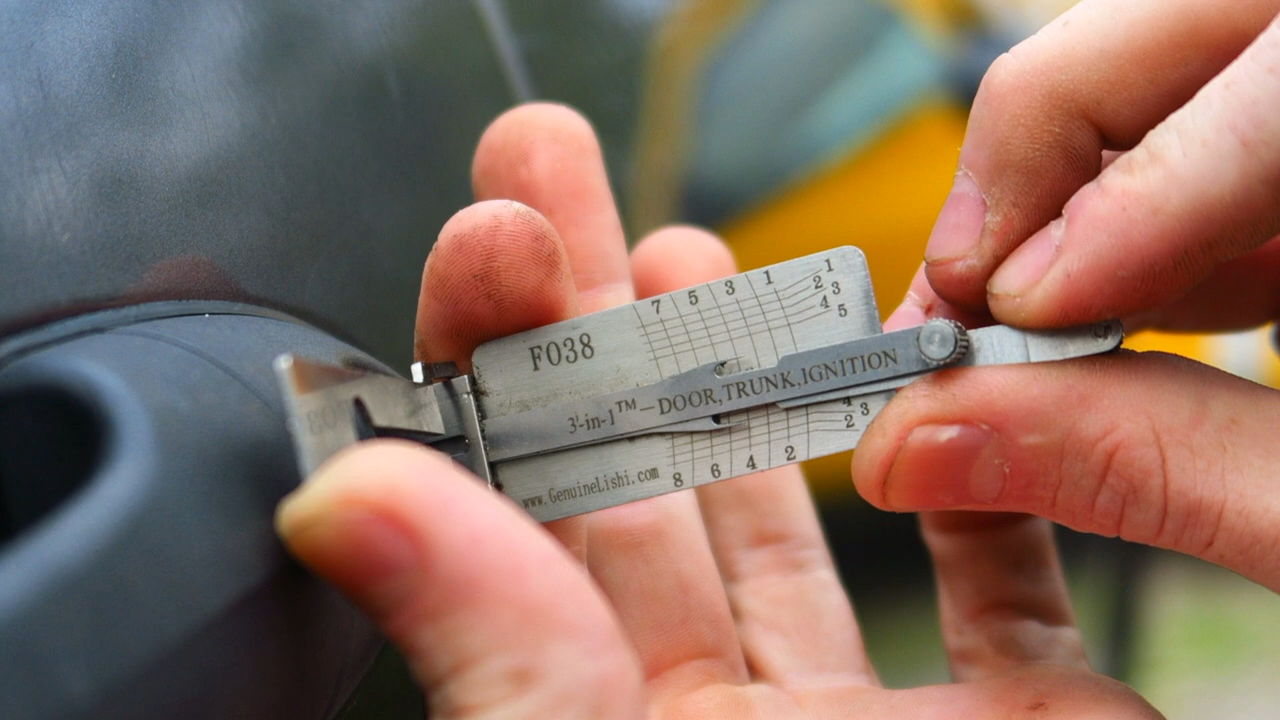 7 5 3 1
1
2 3
4 5
FO38
3-in-1™—DOOR,TRUNK,IGNITION
4 3
2
www.GenuineLishi.com
8 6 4 2